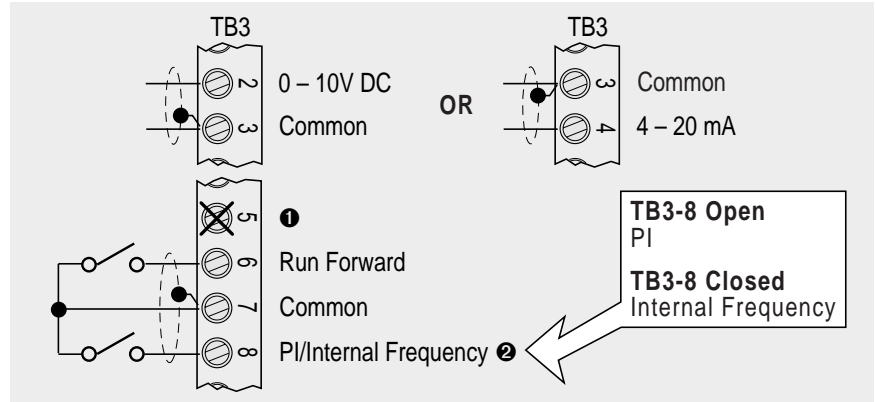 TB3
2 0 – 10V DC
3 Common
OR
TB3
3 Common
4 4 – 20 mA
5 ❶
6 Run Forward
7 Common
8 PI/Internal Frequency ❷
TB3-8 Open
PI
TB3-8 Closed
Internal Frequency